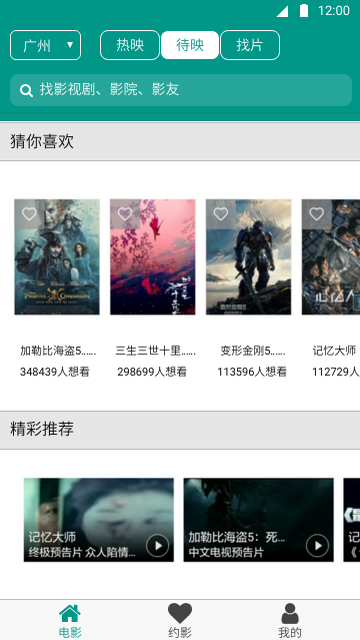 12:00
广州
热映
待映
找片
找影视剧、影院、影友
猜你喜欢
加勒比海盗5......
三生三世十里......
变形金刚5......
记忆大师
348439人想看
298699人想看
113596人想看
112729人
精彩推荐
记忆大师
终极预告片 众人陷情...
加勒比海盗5：死...
中文电视预告片
记
《
电影
约影
我的